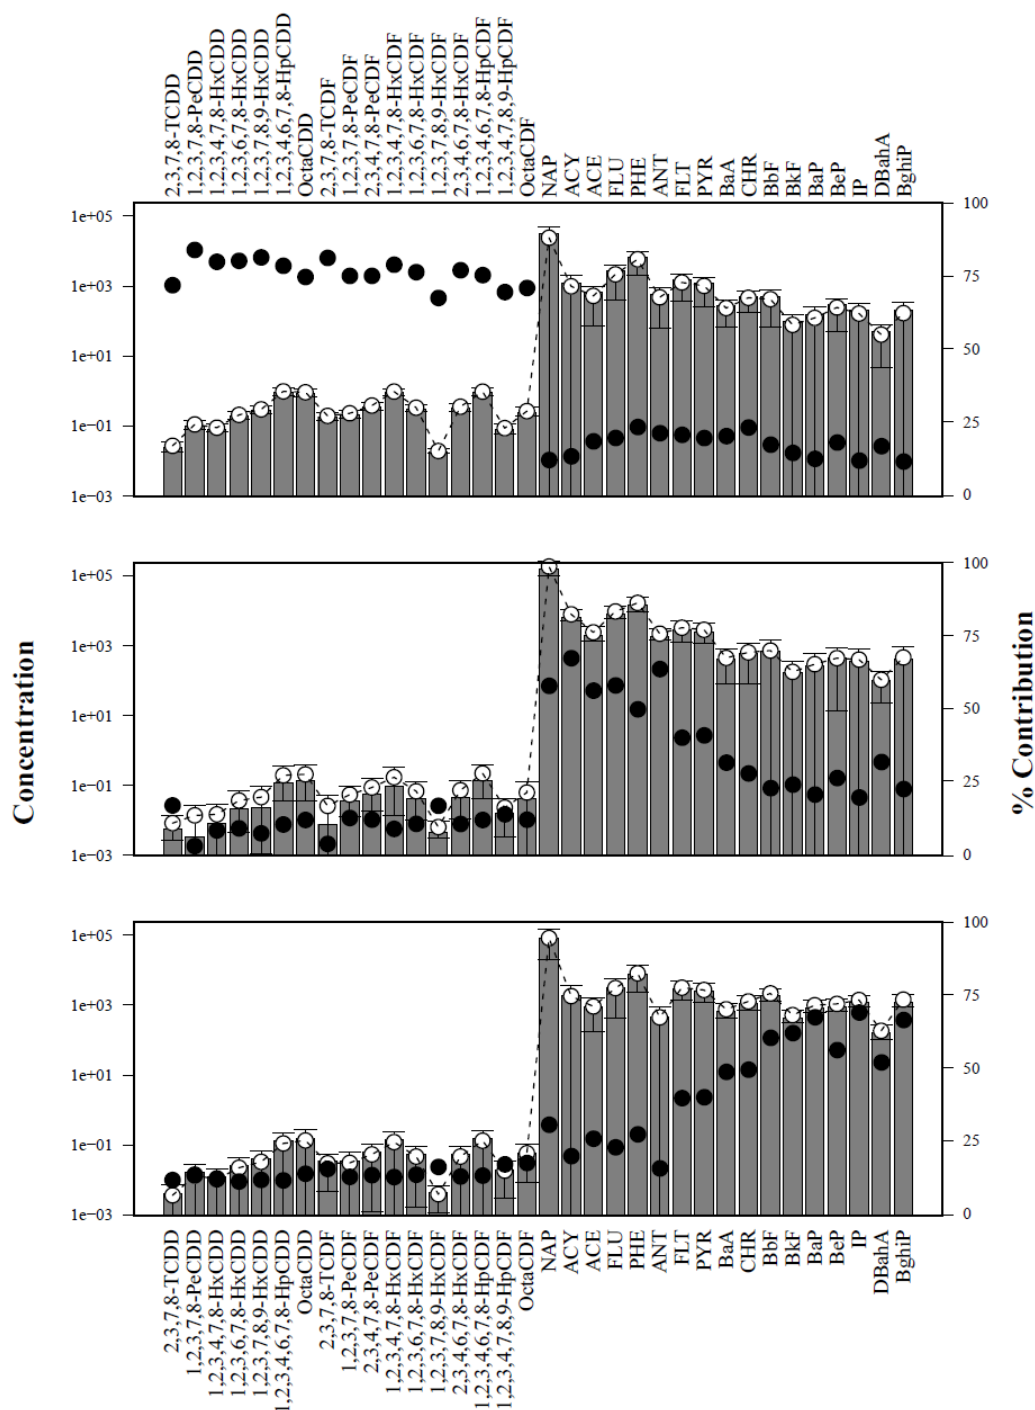 2,3,7,8-TCDD
1,2,3,7,8-PeCDD
1,2,3,4,7,8-HxCDD
1,2,3,6,7,8-HxCDD
1,2,3,7,8,9-HxCDD
1,2,3,4,6,7,8-HpCDD
OctaCDD
2,3,7,8-TCDF
1,2,3,7,8-PeCDF
2,3,4,7,8-PeCDF
1,2,3,4,7,8-HxCDF
1,2,3,6,7,8-HxCDF
1,2,3,7,8,9-HxCDF
2,3,4,6,7,8-HxCDF
1,2,3,4,6,7,8-HpCDF
1,2,3,4,7,8,9-HpCDF
OctaCDF
NAP
ACY
ACE
FLU
PHE
ANT
FLT
PYR
BaA
CHR
BbF
BkF
BaP
BeP
IP
DBahA
BghiP
1e+05
1e+03
1e+01
1e−01
1e−03
100
75
50
25
0
Concentration
1e+05
1e+03
1e+01
1e−01
1e−03
100
75
50
25
0
% Contribution
1e+05
1e+03
1e+01
1e−01
1e−03
100
75
50
25
0
2,3,7,8-TCDD
1,2,3,7,8-PeCDD
1,2,3,4,7,8-HxCDD
1,2,3,6,7,8-HxCDD
1,2,3,7,8,9-HxCDD
1,2,3,4,6,7,8-HpCDD
OctaCDD
2,3,7,8-TCDF
1,2,3,7,8-PeCDF
2,3,4,7,8-PeCDF
1,2,3,4,7,8-HxCDF
1,2,3,6,7,8-HxCDF
1,2,3,7,8,9-HxCDF
2,3,4,6,7,8-HxCDF
1,2,3,4,6,7,8-HpCDF
1,2,3,4,7,8,9-HpCDF
OctaCDF
NAP
ACY
ACE
FLU
PHE
ANT
FLT
PYR
BaA
CHR
BbF
BkF
BaP
BeP
IP
DBahA
BghiP